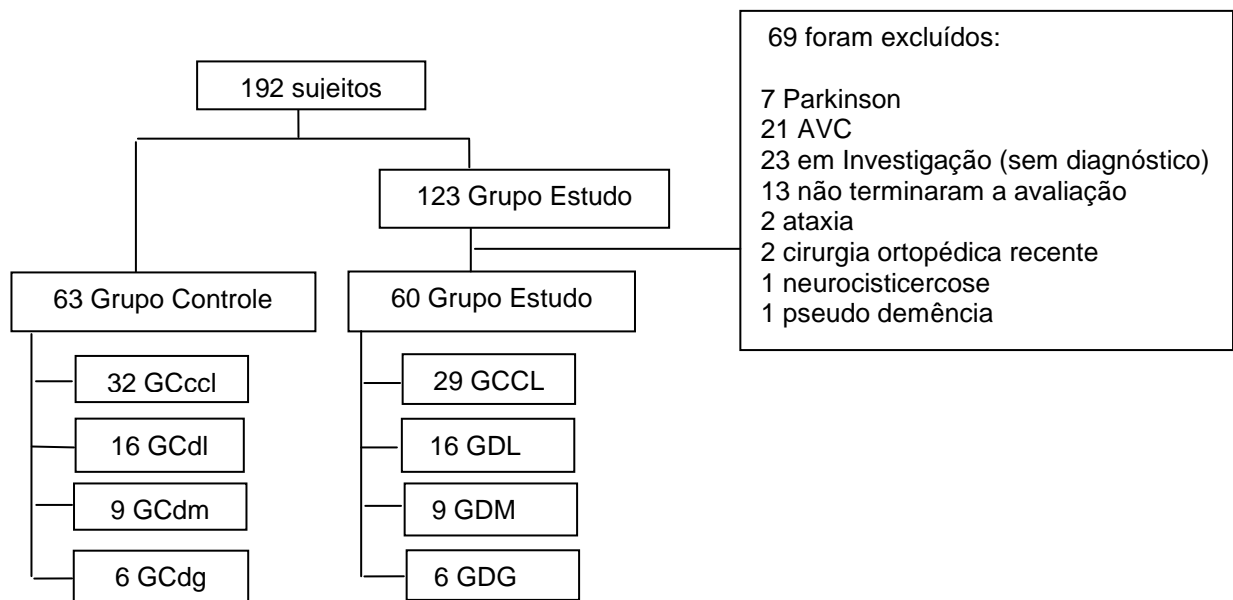 69 foram excluídos:
192 sujeitos
7 Parkinson
21 AVC
23 em Investigação (sem diagnóstico)
13 não terminaram a avaliação
2 ataxia
2 cirurgia ortopédica recente
1 neurocisticercose
1 pseudo demência
123 Grupo Estudo
63 Grupo Controle
60 Grupo Estudo
32 GCccl
29 GCCL
16 GCdl
16 GDL
9 GCdm
9 GDM
6 GCdg
6 GDG